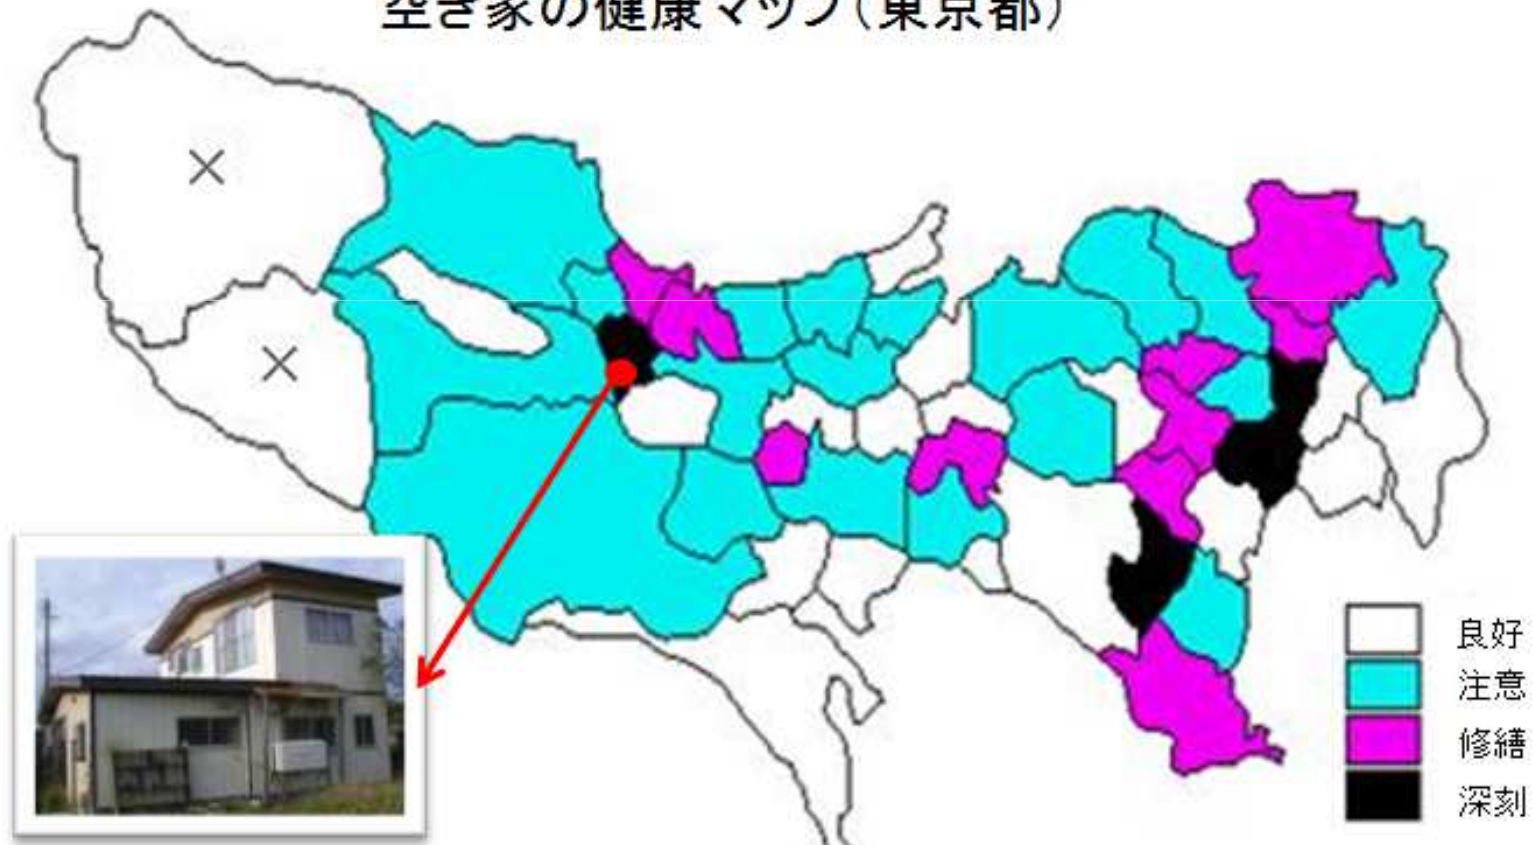 空き家の健康マップ（東京都）
良好
注意
修繕
深刻